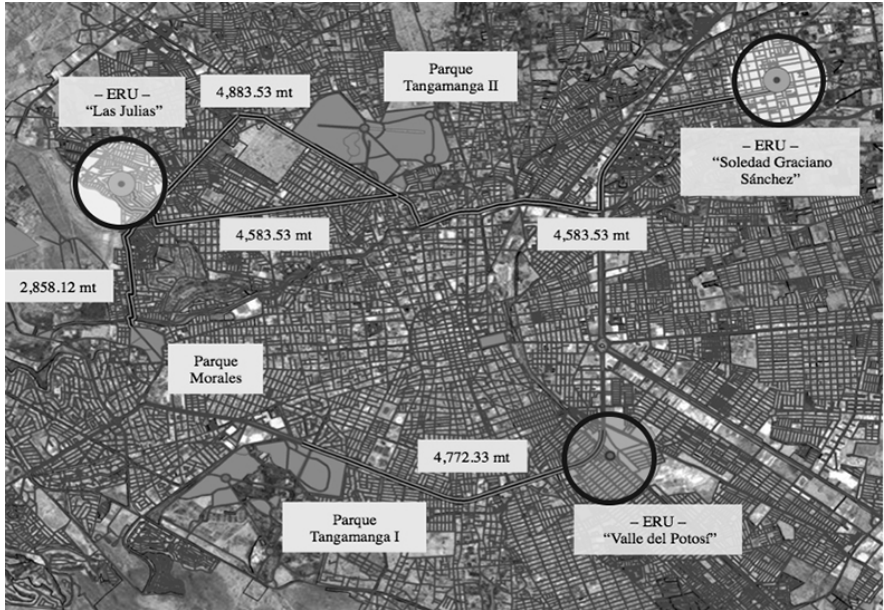 – ERU –
“Las Julias”
4,883.53 mt
Parque
Tangamanga II
– ERU –
“Soledad Graciano
Sánchez”
4,583.53 mt
4,583.53 mt
2,858.12 mt
Parque
Morales
4,772.33 mt
Parque
Tangamanga I
– ERU –
“Valle del Potosí”